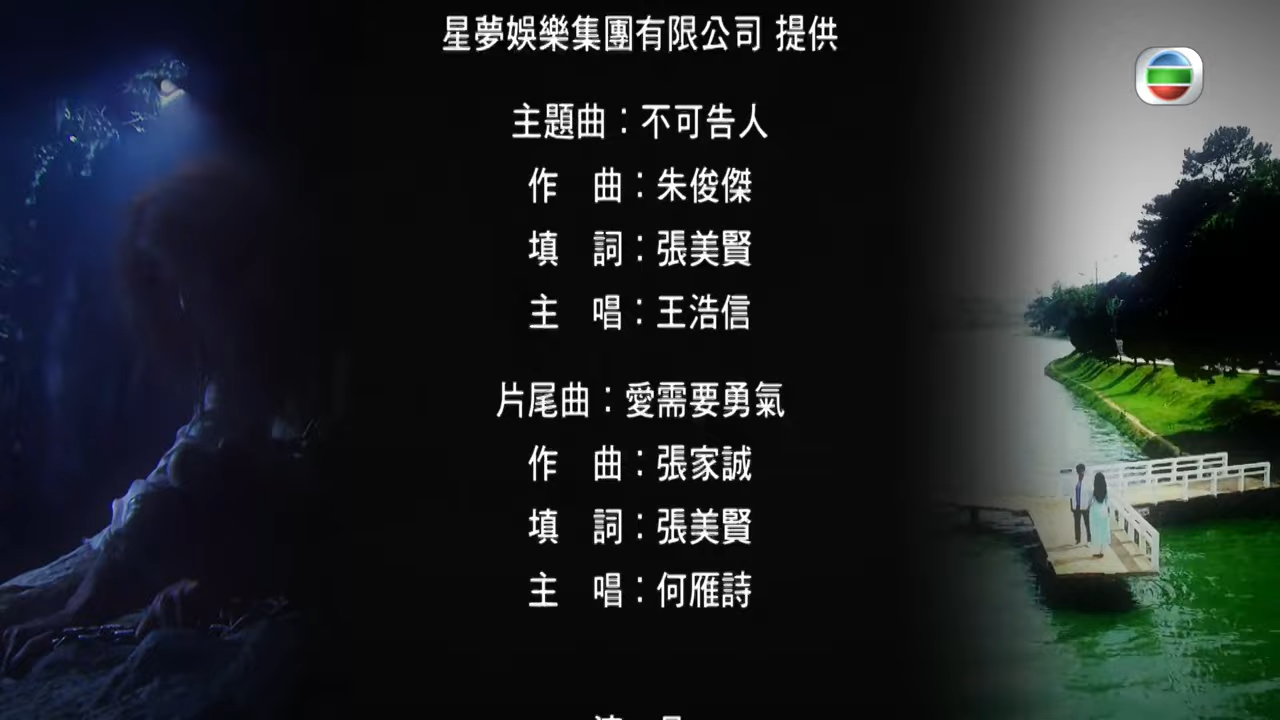 星夢娛樂集團有限公司 提供
主題曲：不可告人
作　曲：朱俊傑
填　詞：張美賢
主　唱：王浩信
片尾曲：愛需要勇氣
作　曲：張家誠
填　詞：張美賢
主　唱：何雁詩